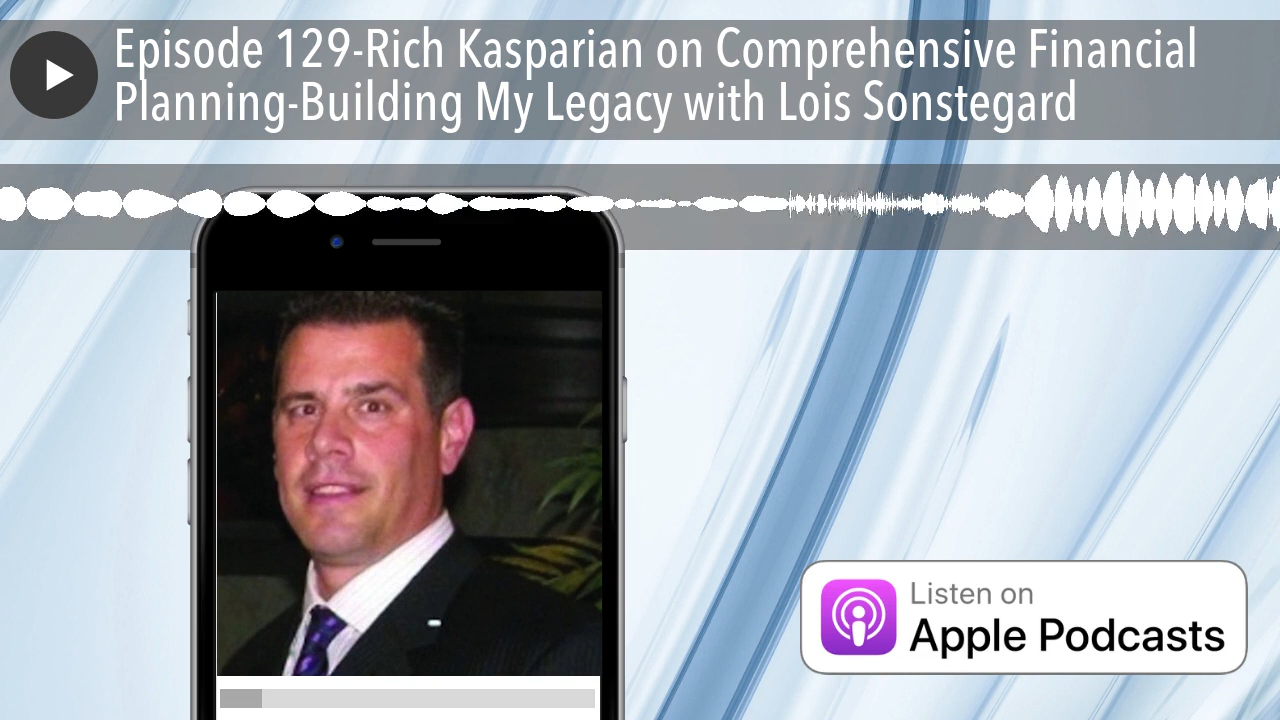 Episode 129-Rich Kasparian on Comprehensive Financial
Planning-Building My Legacy with Lois Sonstegard
Listen on
Apple Podcasts